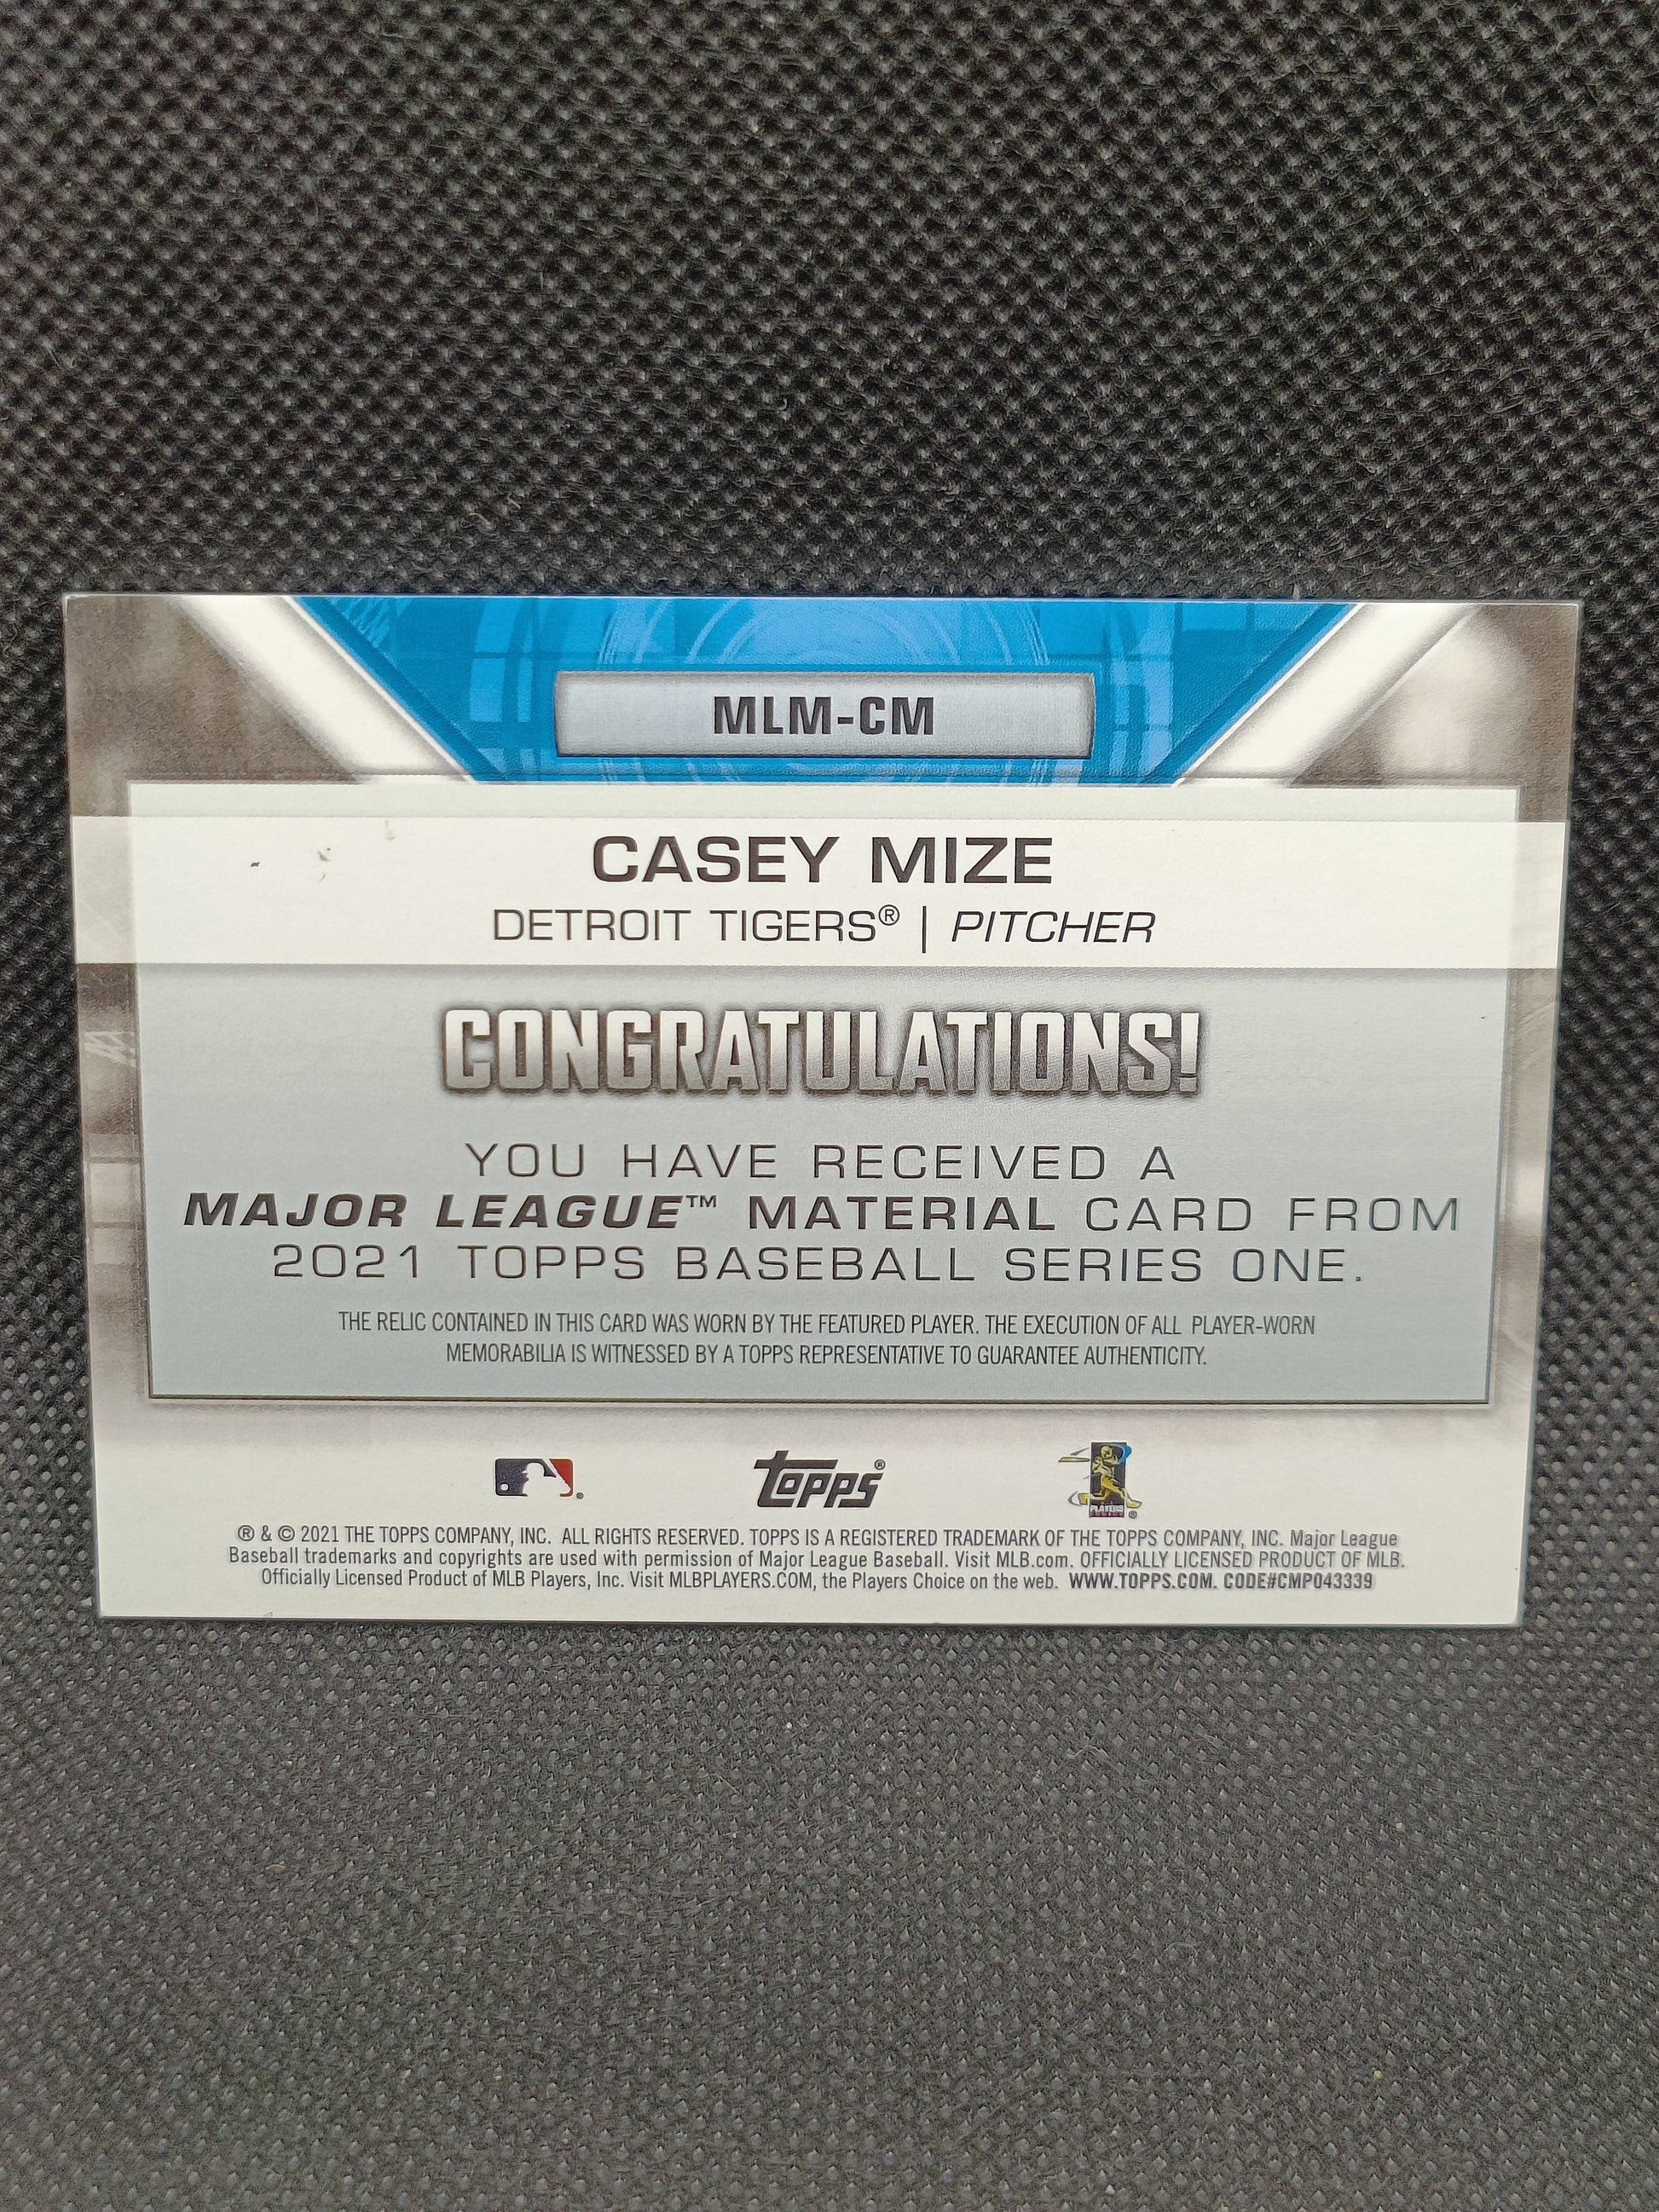 MLM-CM
CASEY MIZE
DETROIT TIGERS® | PITCHER
CONGRATULATIONS!
YOU HAVE RECEIVED A
MAJOR LEAGUE™ MATERIAL CARD FROM
2021 TOPPS BASEBALL SERIES ONE.
THE RELIC CONTAINED IN THIS CARD WAS WORN BY THE FEATURED PLAYER. THE EXECUTION OF ALL PLAYER-WORN
MEMORABILIA IS WITNESSED BY A TOPPS REPRESENTATIVE TO GUARANTEE AUTHENTICITY.
® Topps® PLAYERS ®
® & © 2021 THE TOPPS COMPANY, INC. ALL RIGHTS RESERVED. TOPPS IS A REGISTERED TRADEMARK OF THE TOPPS COMPANY, INC. Major League
Baseball trademarks and copyrights are used with permission of Major League Baseball. Visit MLB.com. OFFICIALLY LICENSED PRODUCT OF MLB.
Officially Licensed Product of MLB Players, Inc. Visit MLBPLAYERS.COM, the Players Choice on the web. WWW.TOPPS.COM. CODE#CMP043339